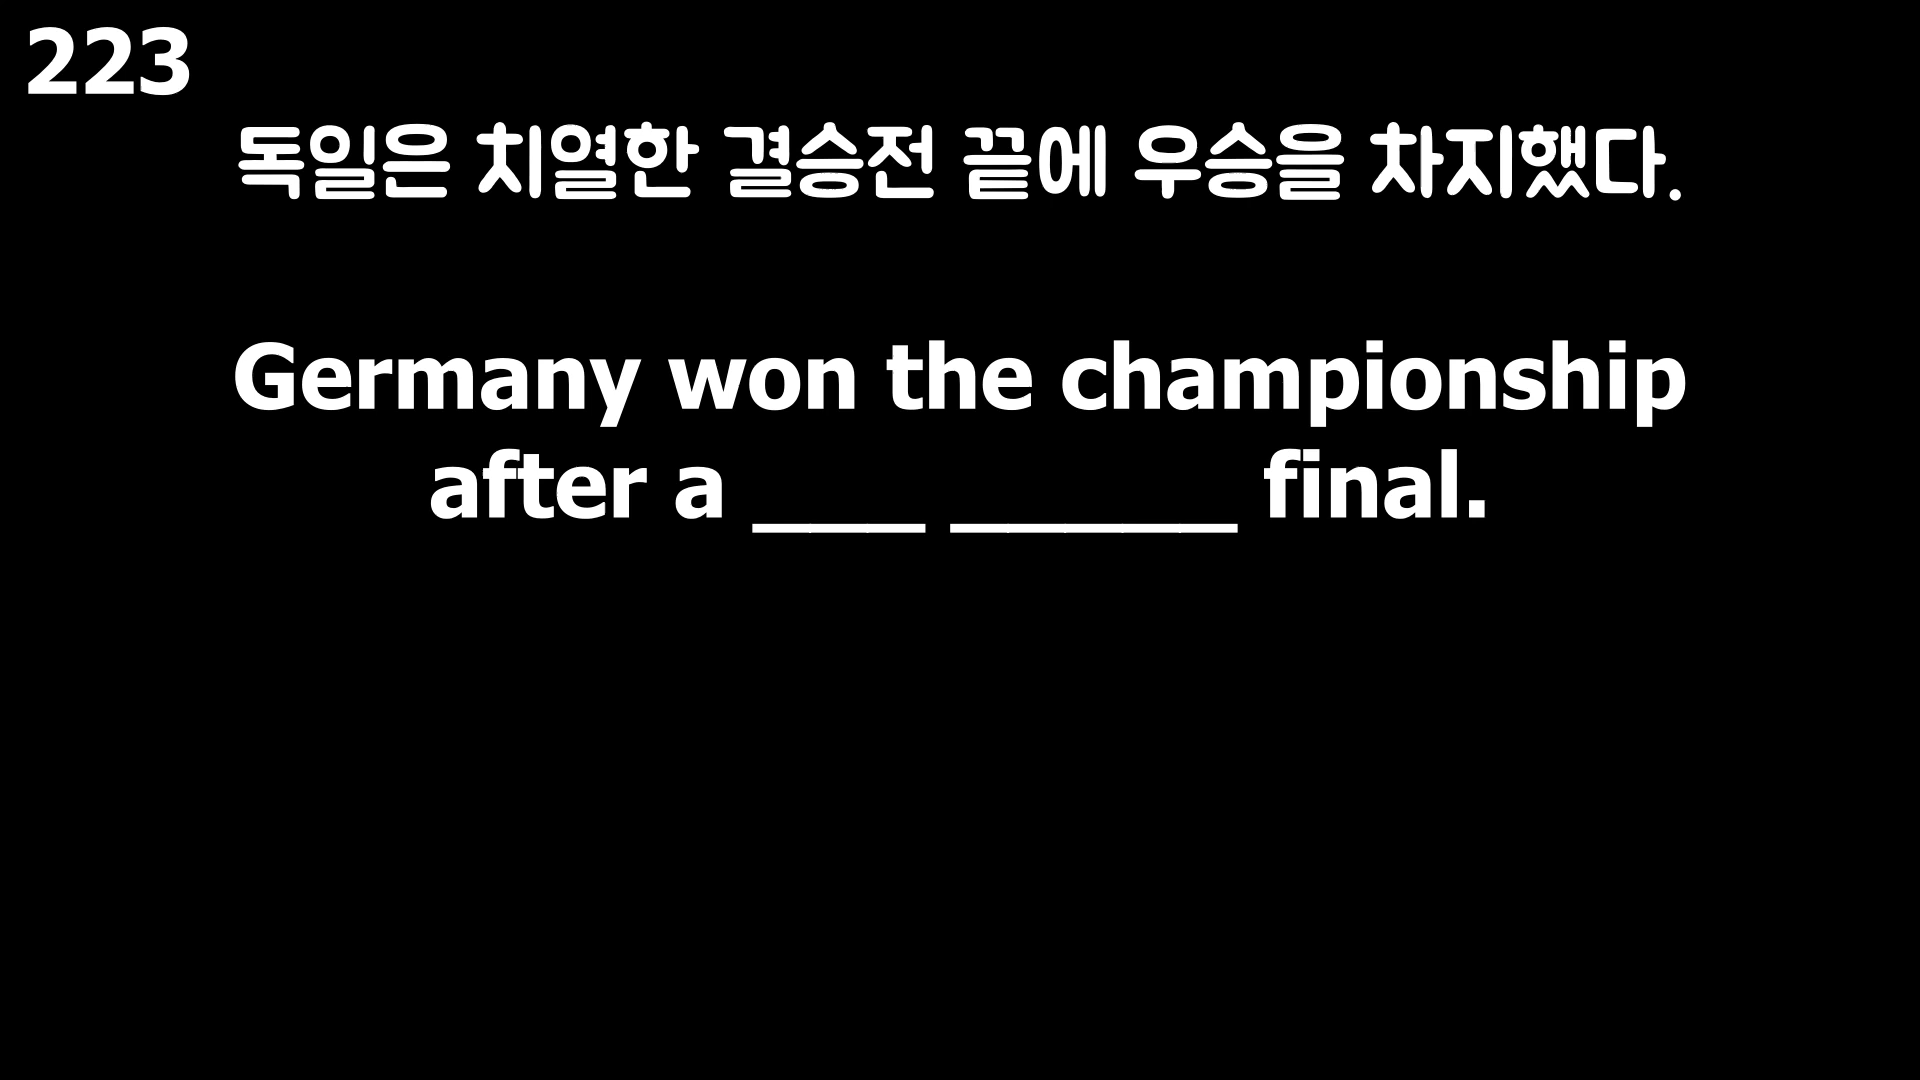 223
독일은 치열한 결승전 끝에 우승을 차지했다.
Germany won the championship
after a ___ _____ final.